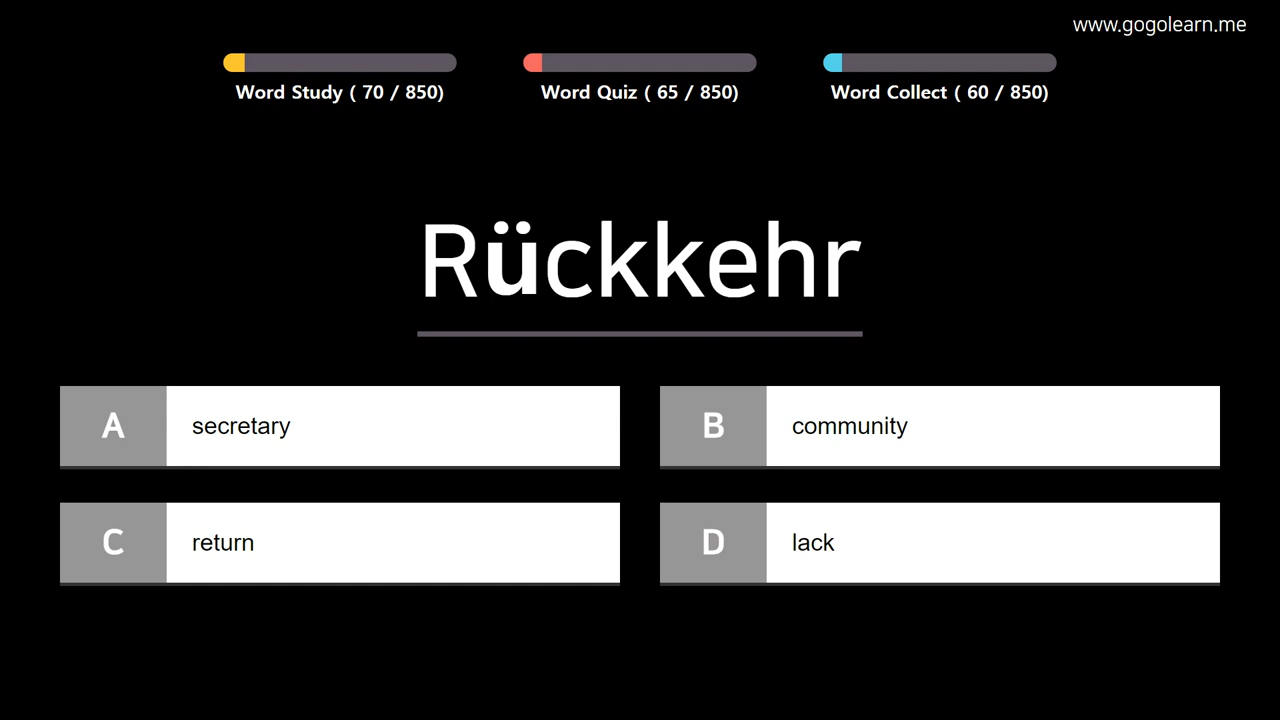 www.gogolearn.me
Word Study ( 70 / 850)
Word Quiz ( 65 / 850)
Word Collect ( 60 / 850)
Rückkehr
A secretary
B community
C return
D lack